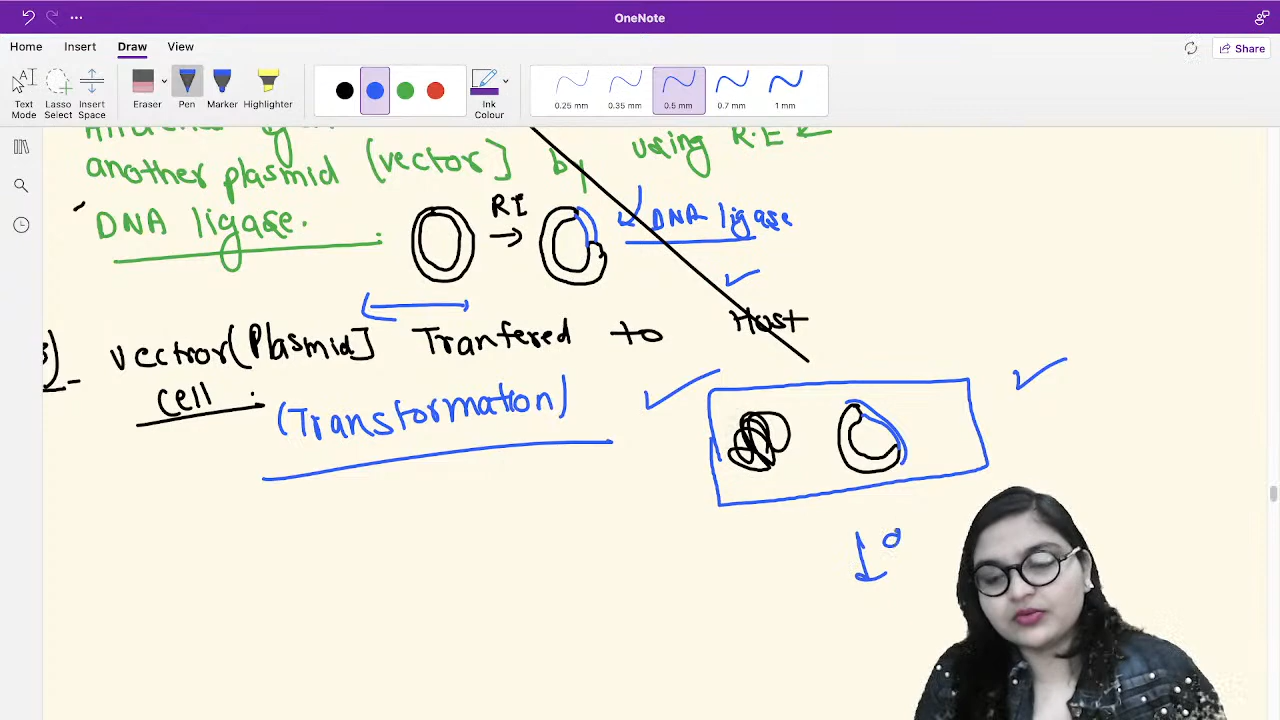 OneNote
Home Insert Draw View
Share
Text Mode
Lasso Select
Insert Space
Eraser
Pen
Marker
Highlighter
Ink Colour
0.25 mm
0.35 mm
0.5 mm
0.7 mm
1 mm
using R.E
another plasmid (vector] by
DNA ligase.
RI
DNA ligase
vectror(Plasmid] Tranfered to Host
cell.
(Transformation)